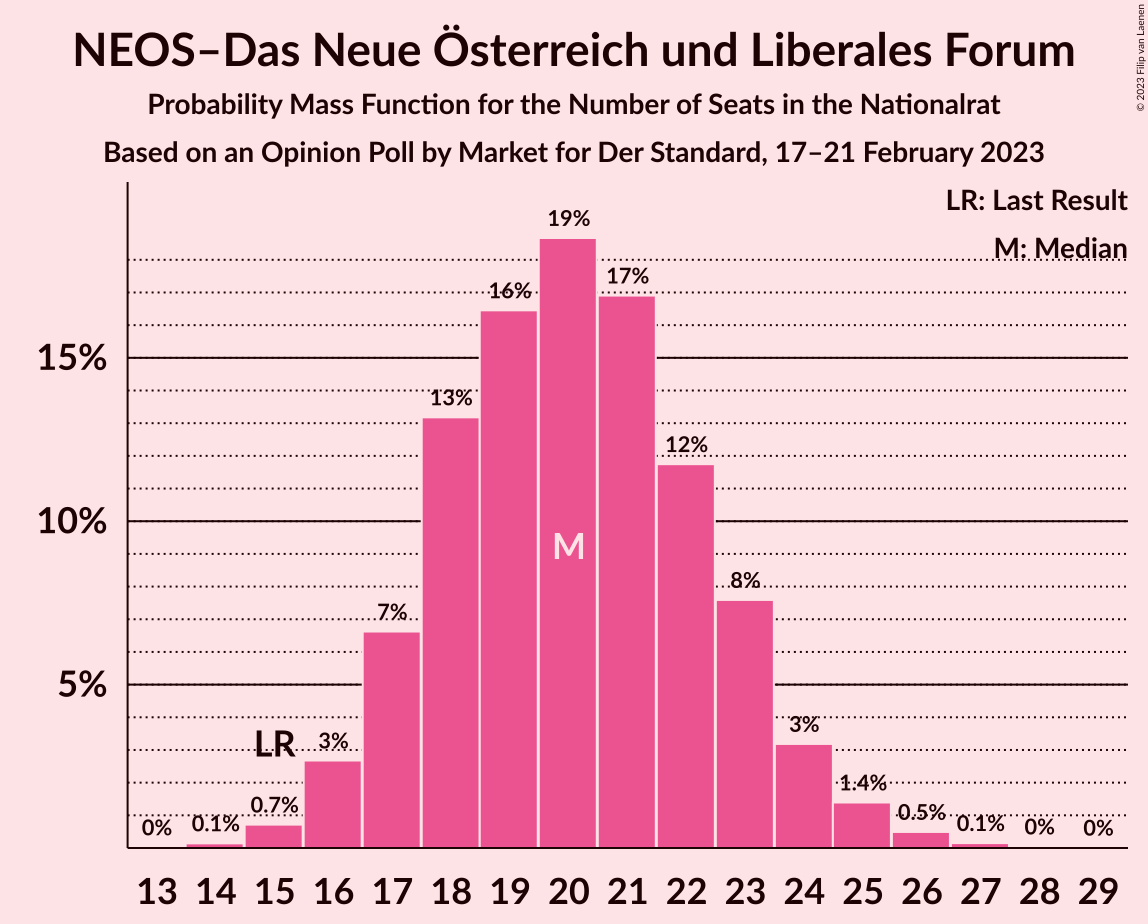 NEOS–Das Neue Österreich und Liberales Forum
Probability Mass Function for the Number of Seats in the Nationalrat
Based on an Opinion Poll by Market for Der Standard, 17–21 February 2023
© 2023 Filip van Laenen
LR: Last Result
M: Median
19%
17%
16%
15%
13%
12%
10%
M
8%
7%
5%
LR
3%
3%
1.4%
0.7%
0.5%
0% 0.1% 0.1% 0% 0%
13 14 15 16 17 18 19 20 21 22 23 24 25 26 27 28 29